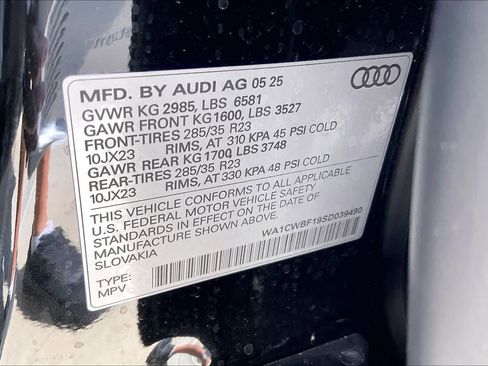 MFD. BY AUDI AG 05 25
GVWR KG 2985, LBS 6581
GAWR FRONT KG1600, LBS 3527
FRONT-TIRES 285/35 R23
10JX23 RIMS, AT 310 KPA 45 PSI COLD
GAWR REAR KG 1700, LBS 3748
REAR-TIRES 285/35 R23
10JX23 RIMS, AT 330 KPA 48 PSI COLD
THIS VEHICLE CONFORMS TO ALL APPLICABLE
U.S. FEDERAL MOTOR VEHICLE SAFETY
STANDARDS IN EFFECT ON THE DATE OF
MANUFACTURE SHOWN ABOVE.
SLOVAKIA
WA1CWBF19SD039490
TYPE:
MPV